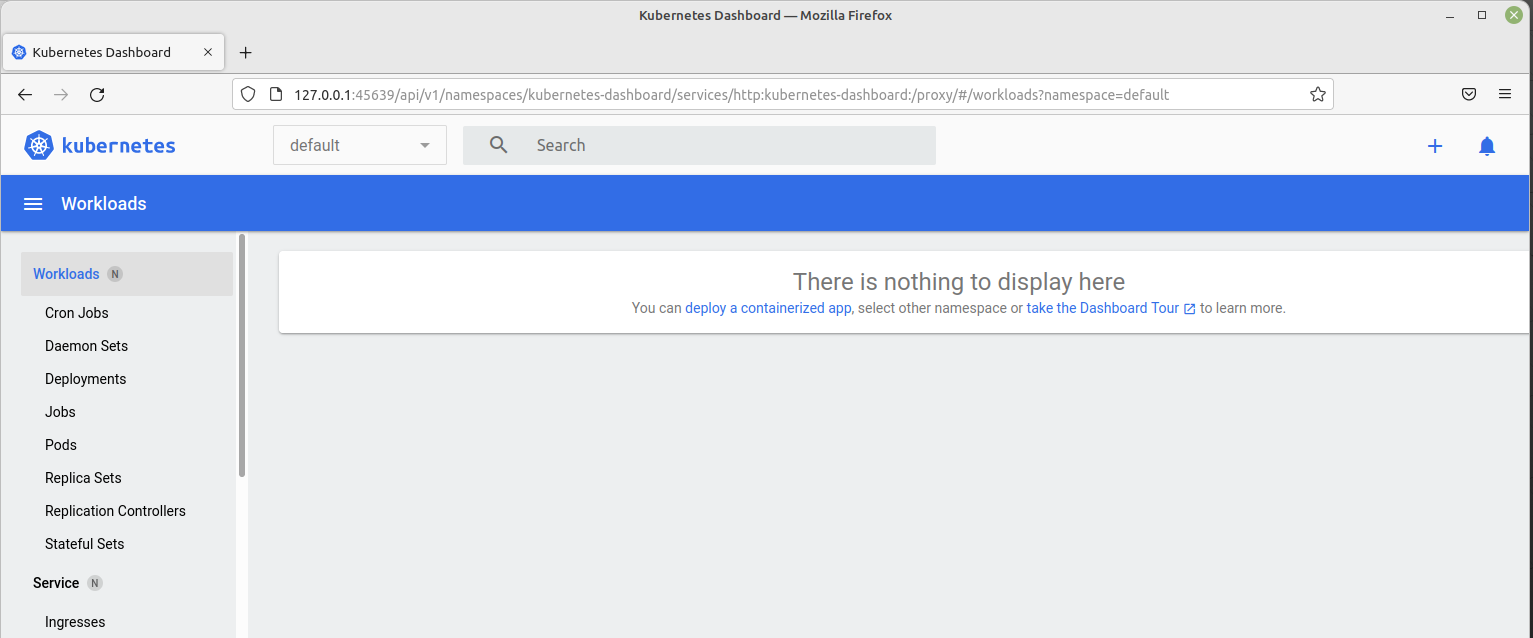 Kubernetes Dashboard — Mozilla Firefox
Kubernetes Dashboard
127.0.0.1:45639/api/v1/namespaces/kubernetes-dashboard/services/http:kubernetes-dashboard:/proxy/#/workloads?namespace=default
kubernetes default Search
Workloads
Workloads N
Cron Jobs
Daemon Sets
Deployments
Jobs
Pods
Replica Sets
Replication Controllers
Stateful Sets
Service N
Ingresses
There is nothing to display here
You can deploy a containerized app, select other namespace or take the Dashboard Tour to learn more.